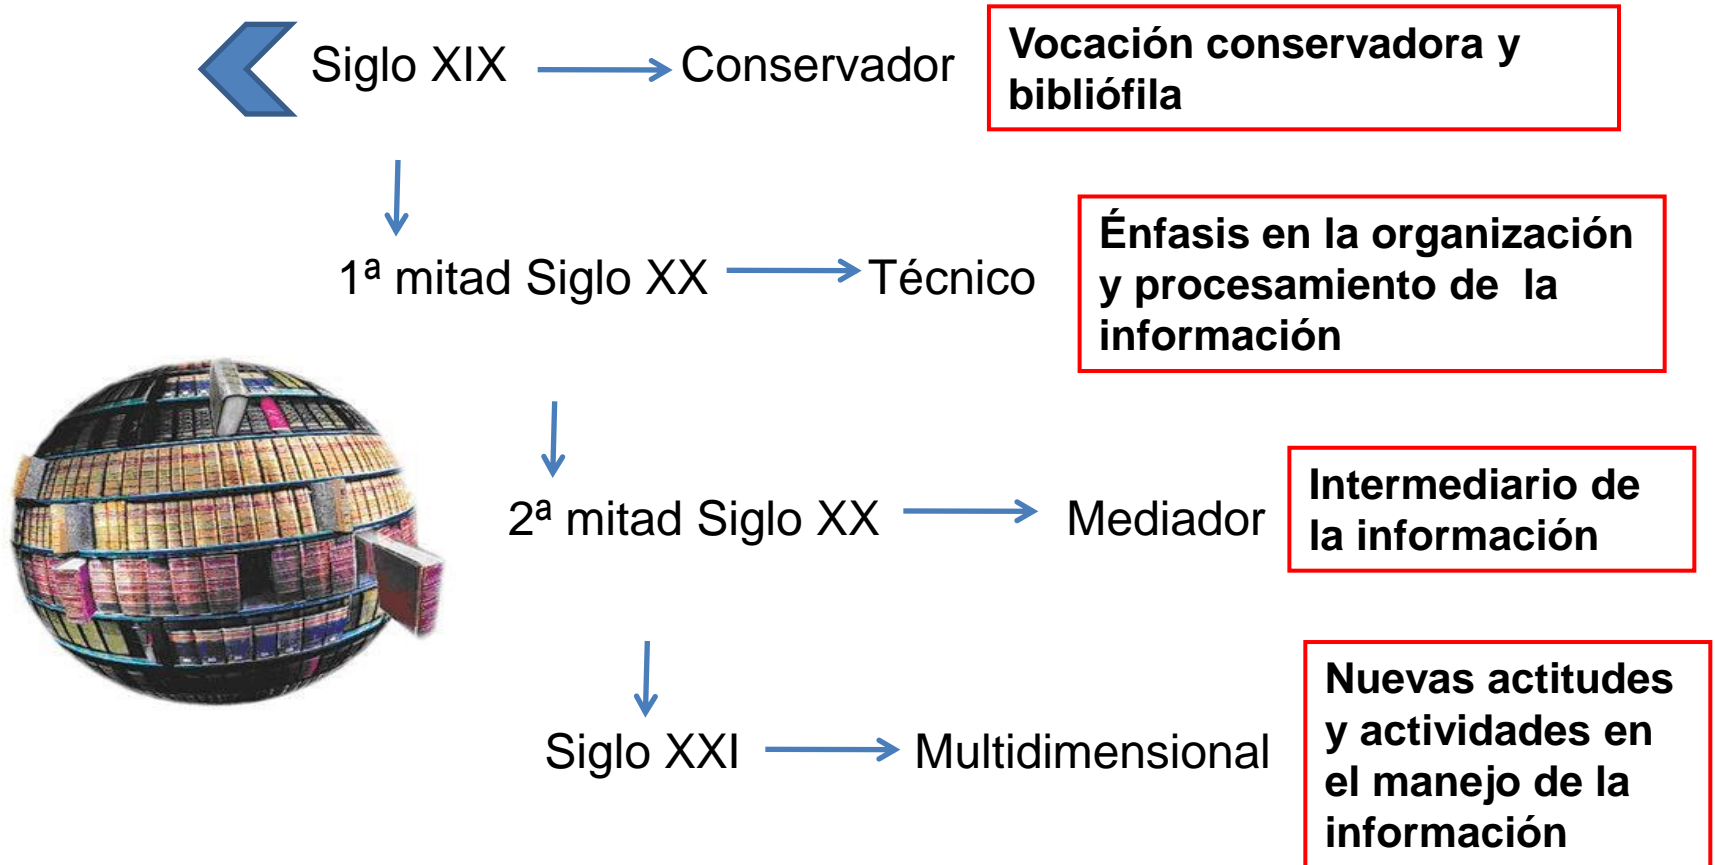 Siglo XIX
Conservador
Vocación conservadora y
bibliófila
1ª mitad Siglo XX
Técnico
Énfasis en la organización
y procesamiento de  la
información
2ª mitad Siglo XX
Mediador
Intermediario de
la información
Siglo XXI
Multidimensional
Nuevas actitudes
y actividades en
el manejo de la
información